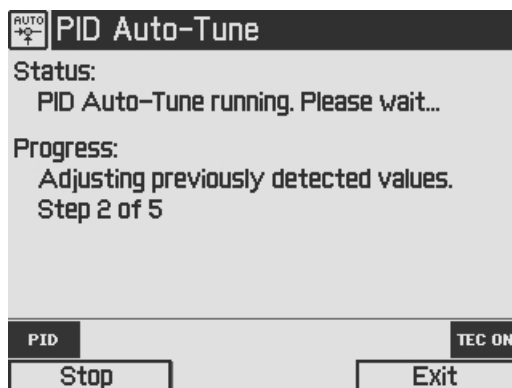 AUTO
PID Auto-Tune
Status:
PID Auto-Tune running. Please wait...
Progress:
Adjusting previously detected values.
Step 2 of 5
PID
TEC ON
Stop
Exit